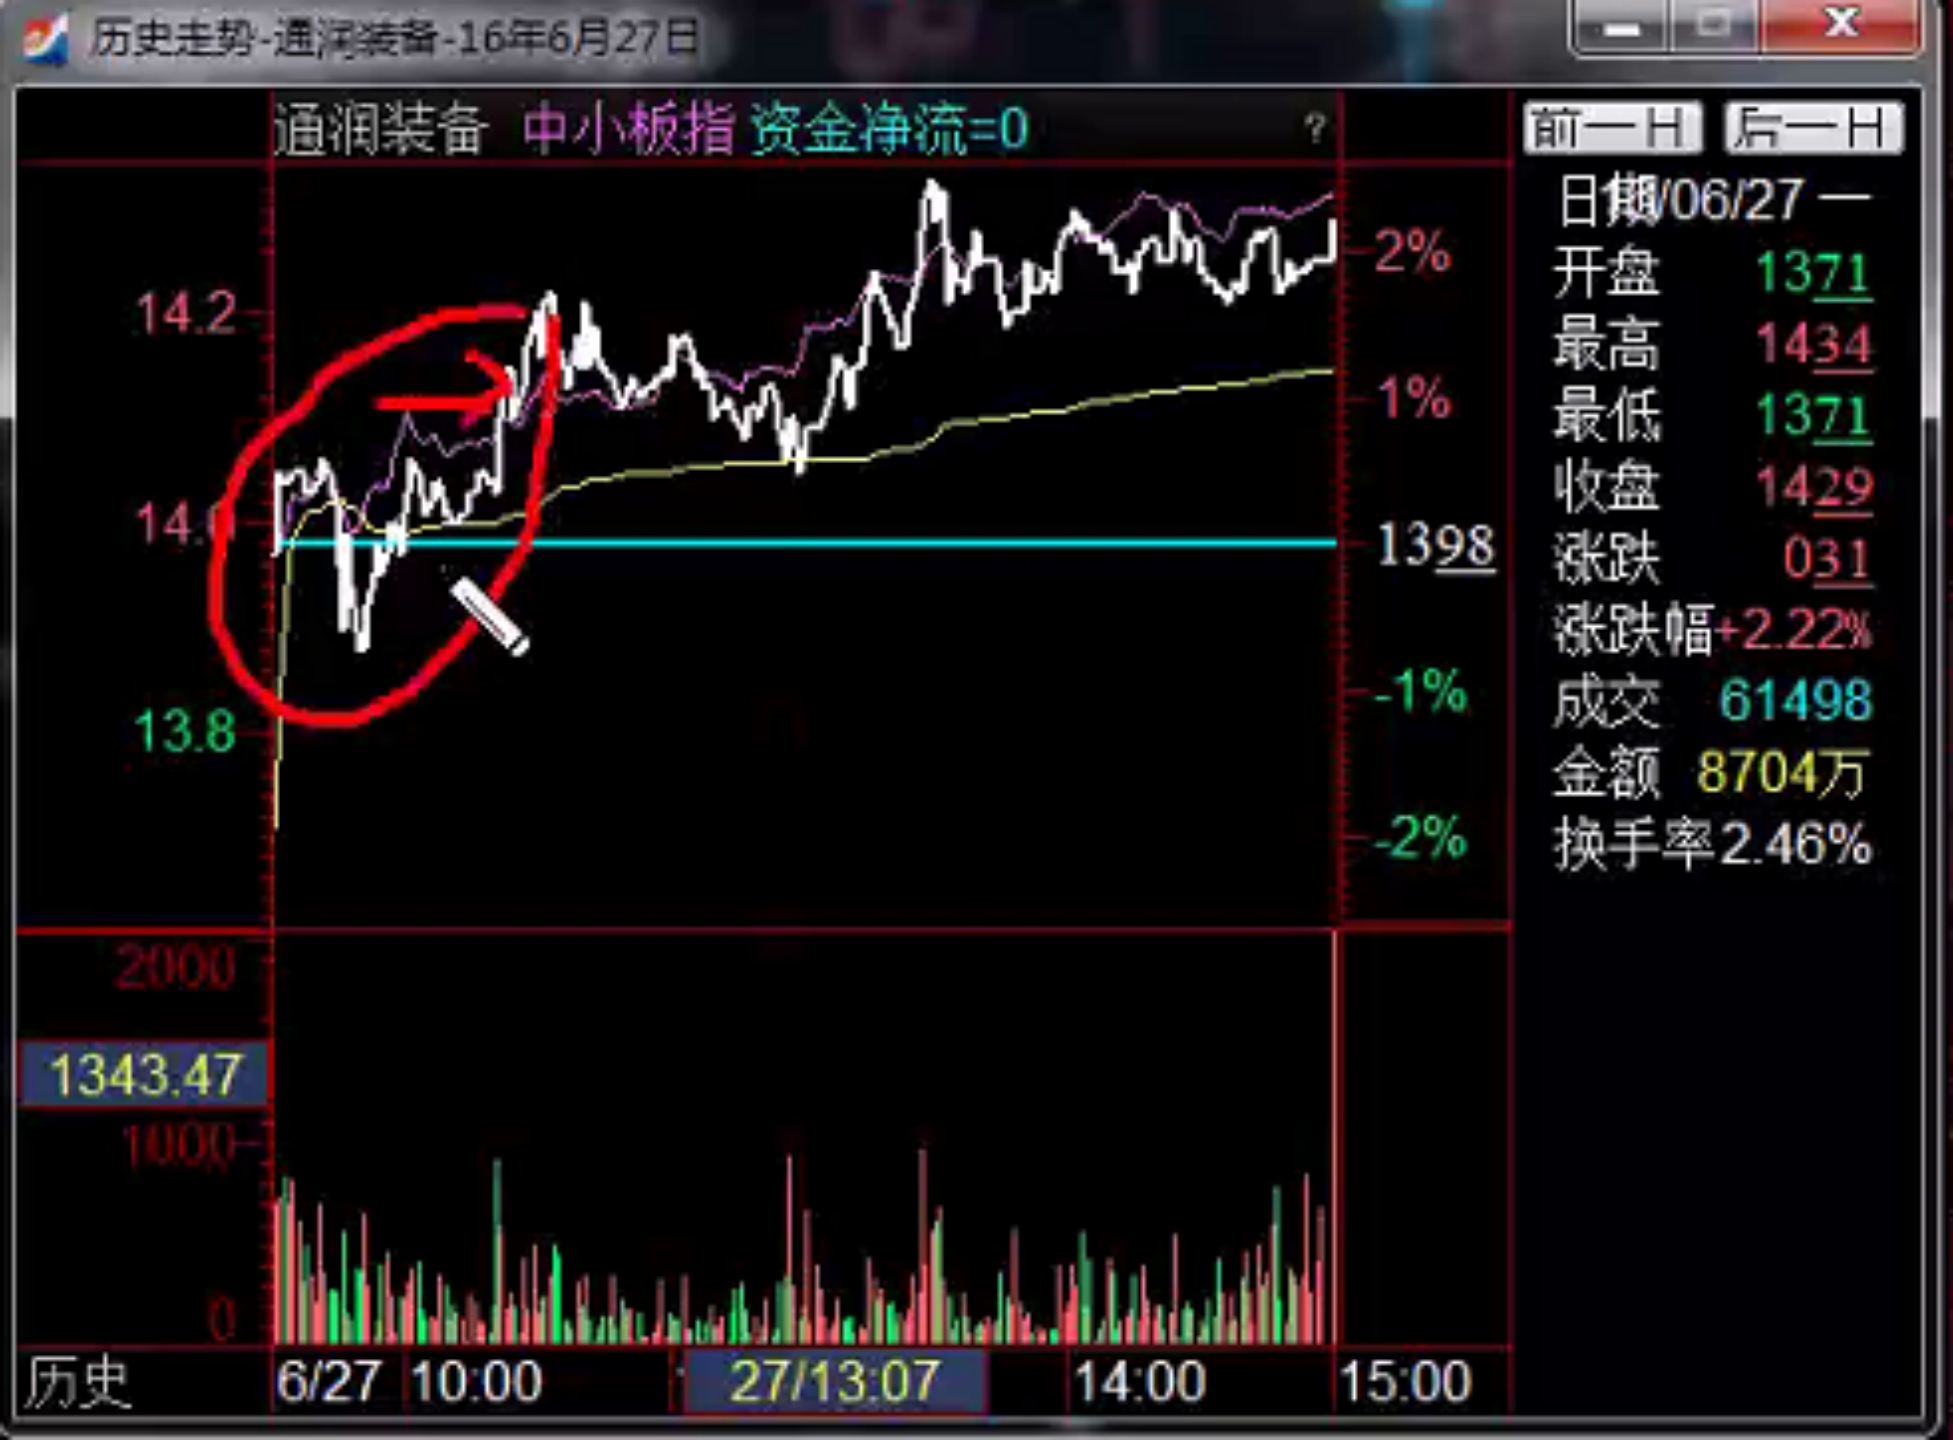 历史走势-通润装备-16年6月27日
通润装备 中小板指 资金净流=0 ?
前一日 后一日
日期 /06/27 一
开盘 1371
最高 1434
最低 1371
收盘 1429
涨跌 031
涨跌幅+2.22%
成交 61498
金额 8704万
换手率2.46%
14.2
14.
13.8
2%
1%
1398
-1%
-2%
2000
1343.47
1000
0
历史 6/27 10:00 27/13:07 14:00 15:00